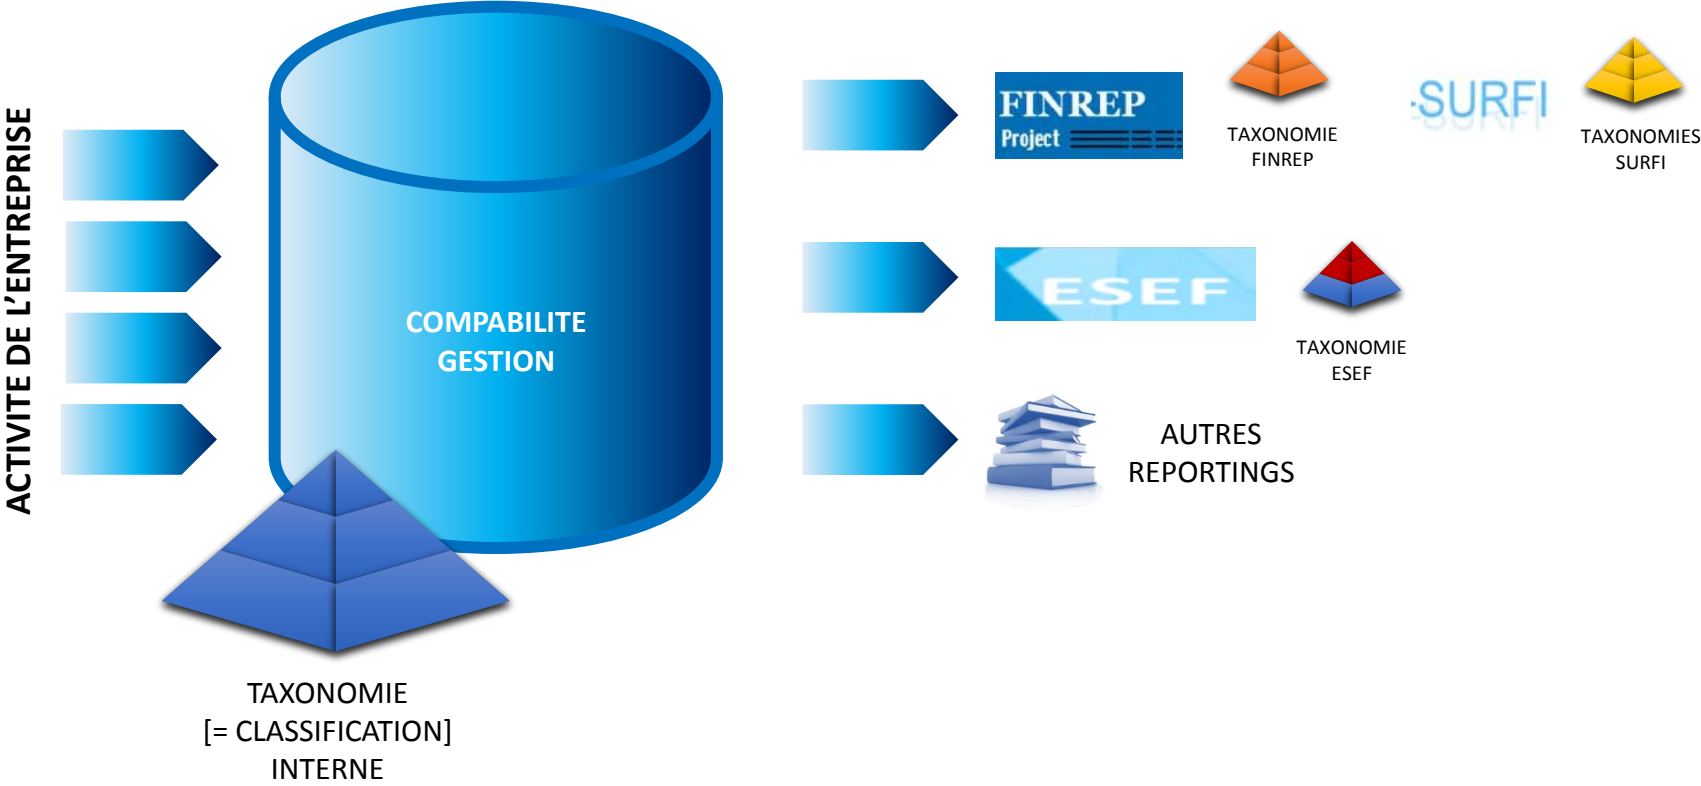 ACTIVITE DE L'ENTREPRISE
COMPABILITE
GESTION
TAXONOMIE
[= CLASSIFICATION]
INTERNE
FINREP
Project
TAXONOMIE
FINREP
-SURFI
TAXONOMIES
SURFI
ESEF
TAXONOMIE
ESEF
AUTRES
REPORTINGS